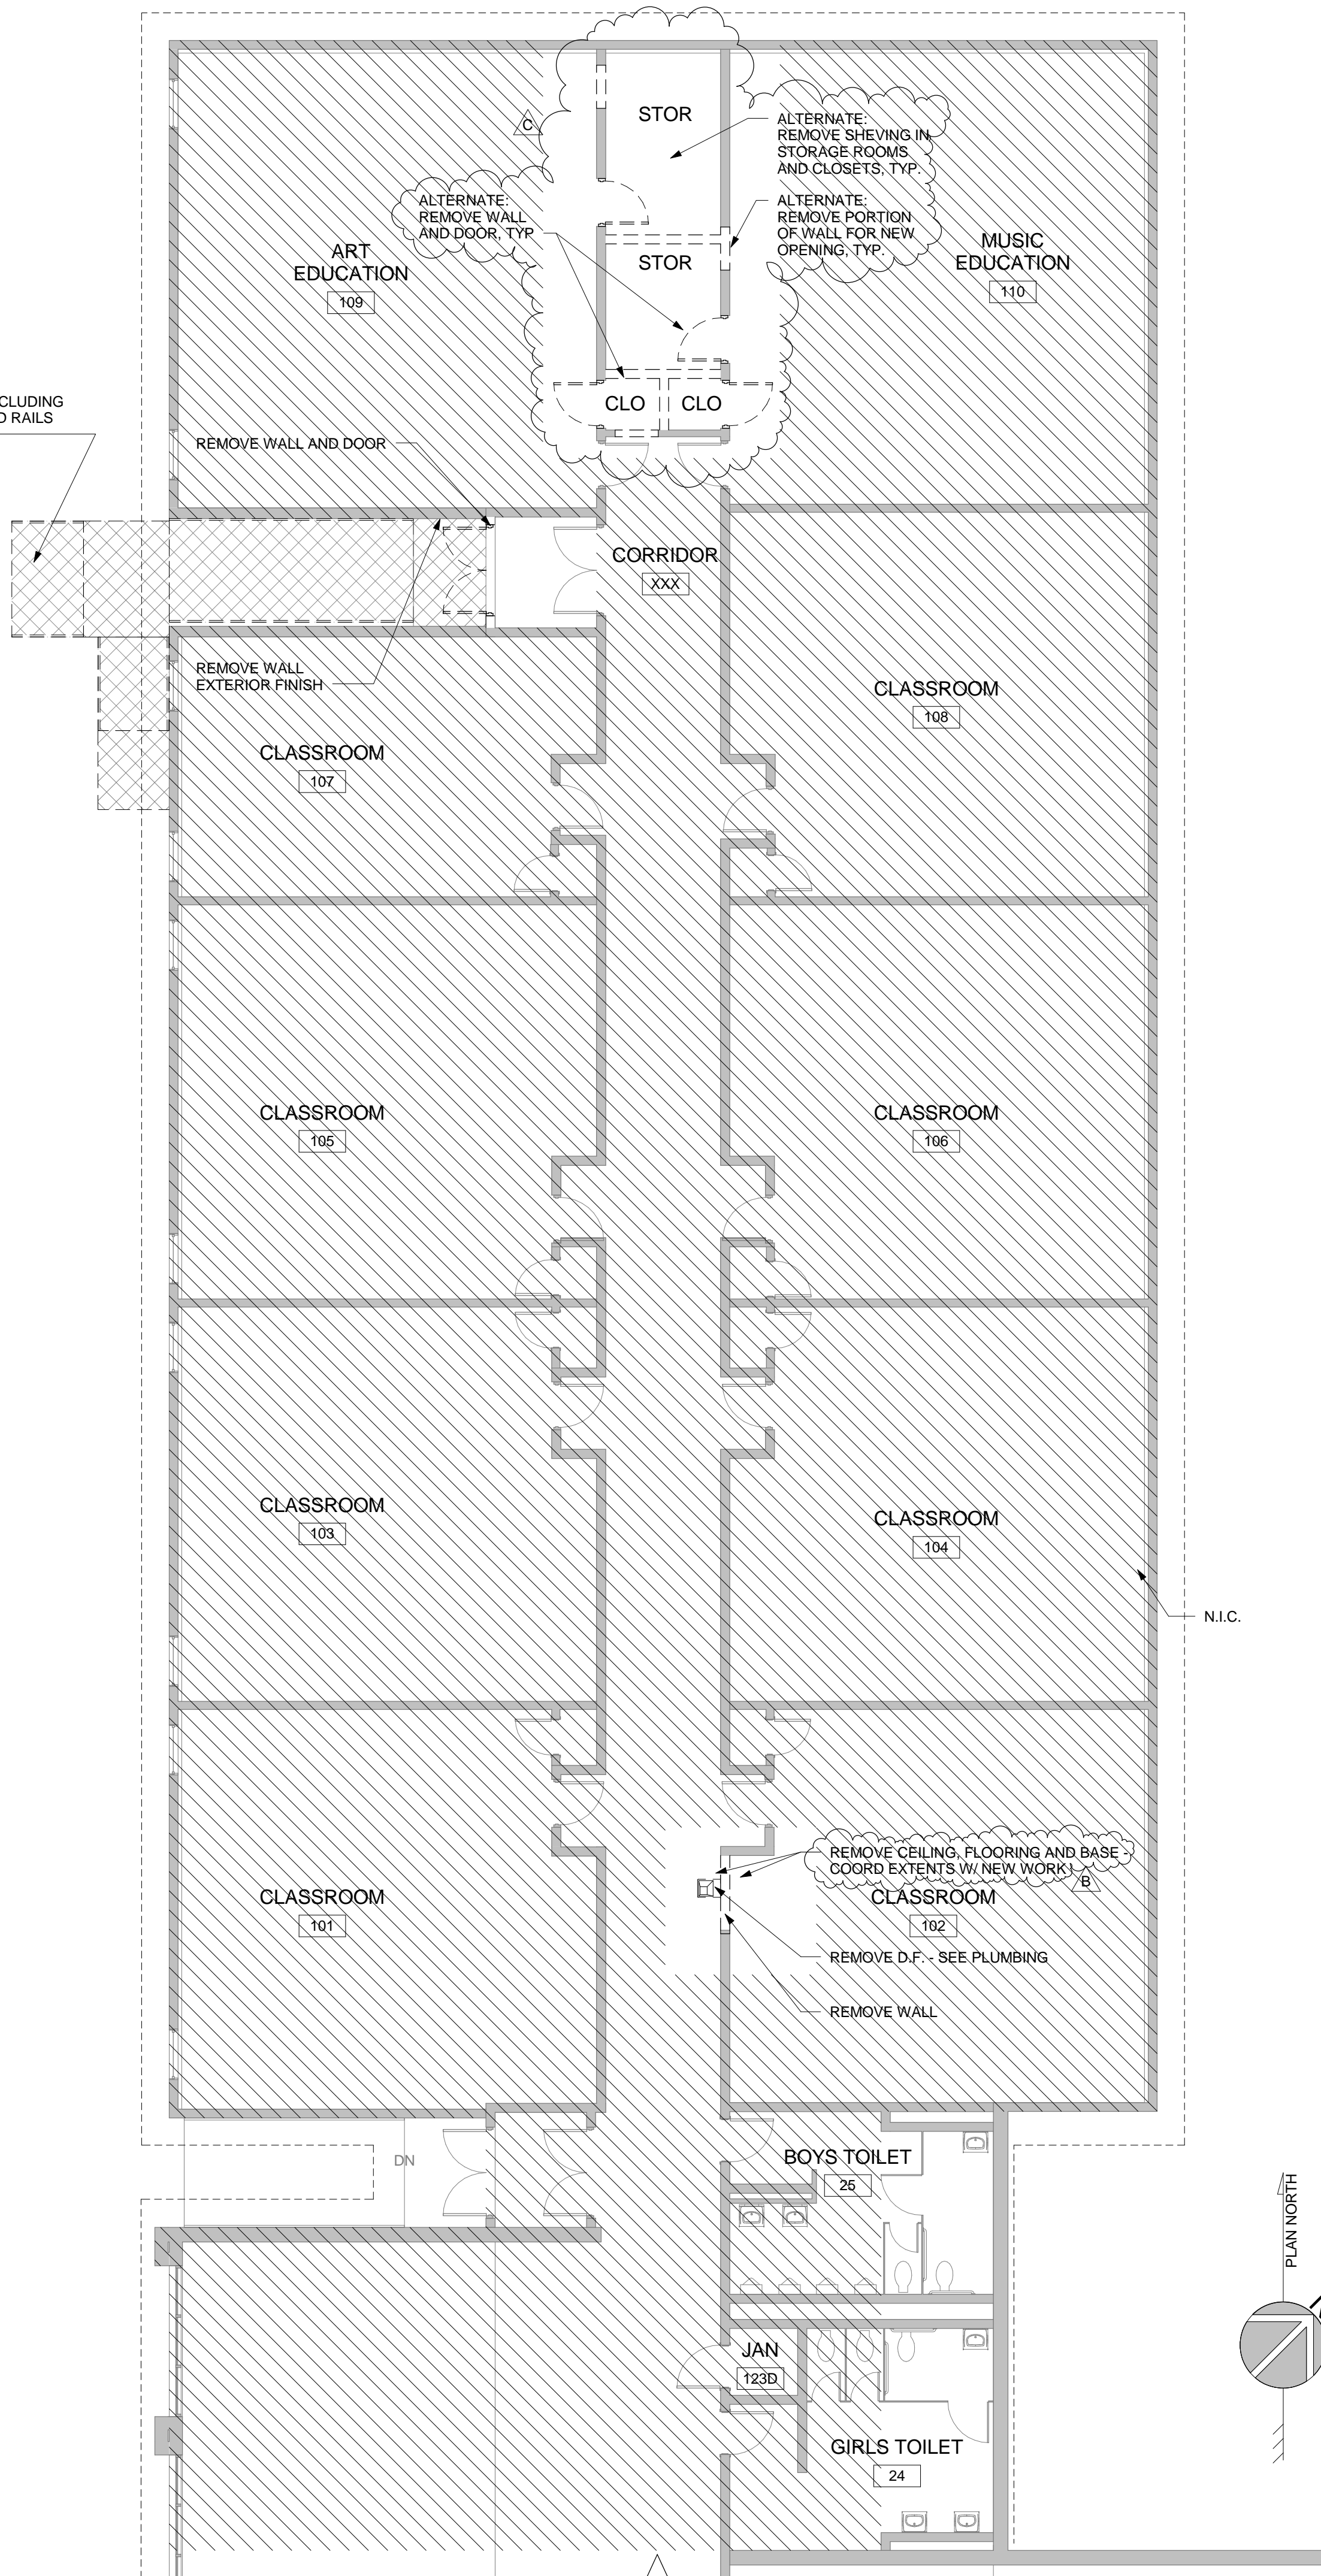 STOR
C
ALTERNATE:
REMOVE SHEVING IN
STORAGE ROOMS
AND CLOSETS, TYP.
ALTERNATE:
REMOVE WALL
AND DOOR, TYP
ALTERNATE:
REMOVE PORTION
OF WALL FOR NEW
OPENING, TYP.
ART
EDUCATION
109
STOR
MUSIC
EDUCATION
110
CLUDING
D RAILS
CLO
CLO
REMOVE WALL AND DOOR
CORRIDOR
XXX
REMOVE WALL
EXTERIOR FINISH
CLASSROOM
108
CLASSROOM
107
CLASSROOM
105
CLASSROOM
106
CLASSROOM
103
CLASSROOM
104
N.I.C.
REMOVE CEILING, FLOORING AND BASE -
COORD EXTENTS W/ NEW WORK
B
CLASSROOM
101
CLASSROOM
102
REMOVE D.F. - SEE PLUMBING
REMOVE WALL
DN
BOYS TOILET
25
PLAN NORTH
JAN
123D
GIRLS TOILET
24